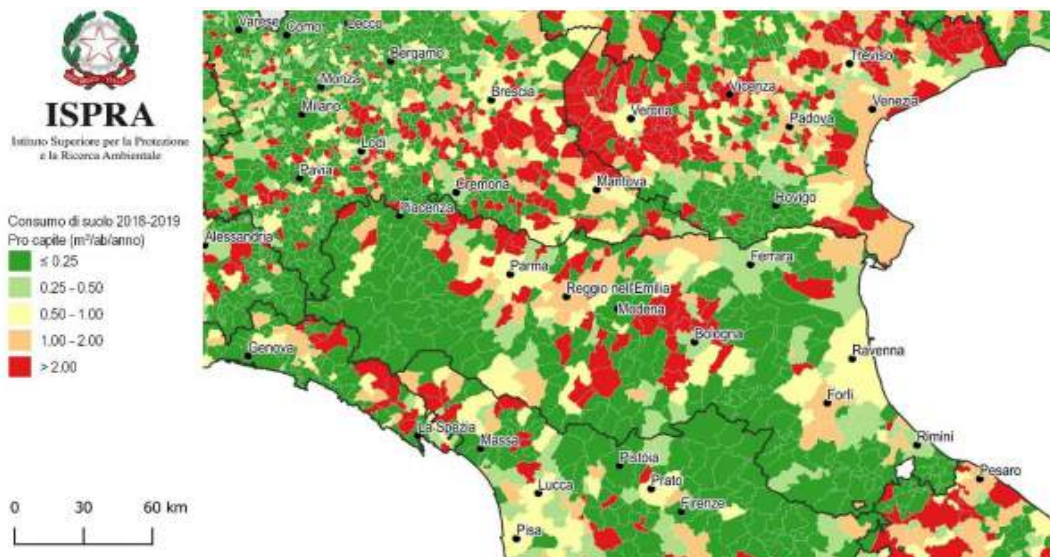 ISPRA
Istituto Superiore per la Protezione
e la Ricerca Ambientale
Consumo di suolo 2018-2019
Pro capite (m²/ab/anno)
≤ 0.25
0.25 - 0.50
0.50 - 1.00
1.00 - 2.00
> 2.00
0 30 60 km
Varese
Como
Lecco
Bergamo
Treviso
Monza
Brescia
Vicenza
Milano
Verona
Venezia
Padova
Lodi
Pavia
Cremona
Mantova
Rovigo
Piacenza
Alessandria
Ferrara
Parma
Reggio nell'Emilia
Modena
Bologna
Genova
Ravenna
Forlì
La Spezia
Massa
Rimini
Pistoia
Pesaro
Lucca
Prato
Firenze
Pisa